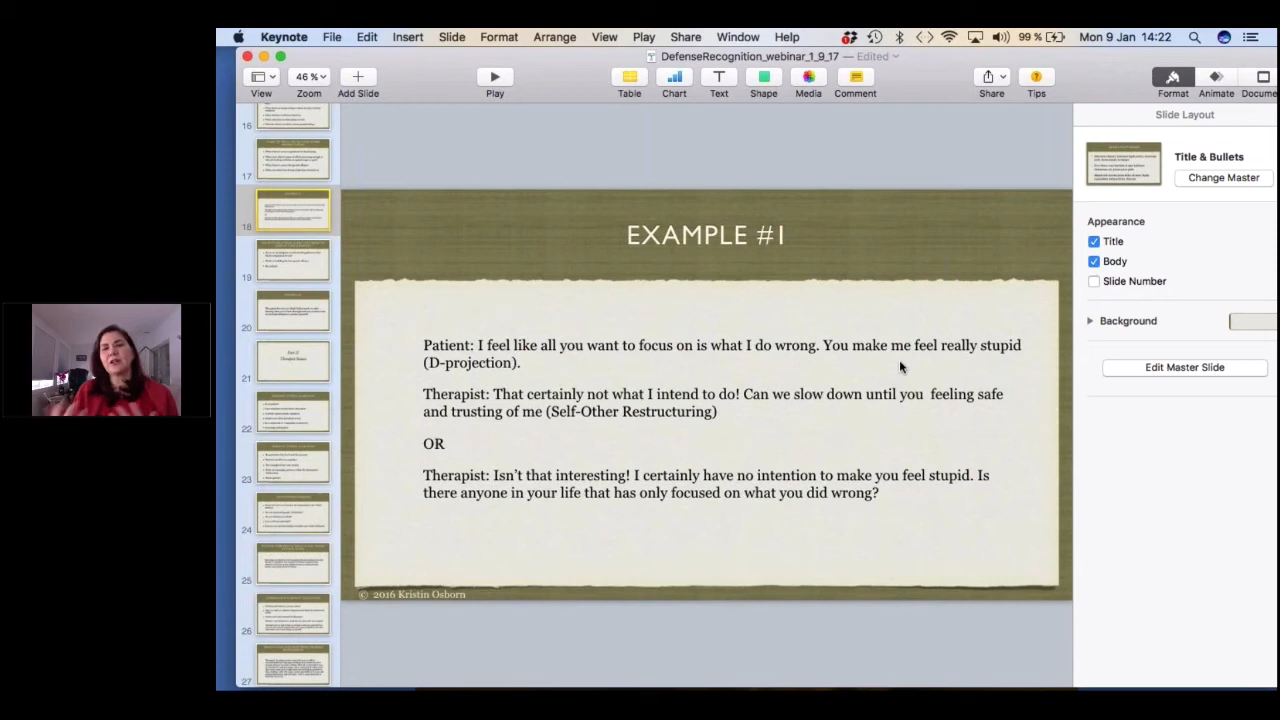 Keynote File Edit Insert Slide Format Arrange View Play Share Window Help 1 99 % Mon 9 Jan 14:22
DefenseRecognition_webinar_1_9_17 — Edited
46 %
View Zoom Add Slide Play Table Chart Text Shape Media Comment Share Tips Format Animate Docume
Slide Layout
Title & Bullets
Change Master
Appearance
Title
Body
Slide Number
Background
Edit Master Slide
16
17
18
19
20
21
22
23
24
25
26
27
EXAMPLE #1
Patient: I feel like all you want to focus on is what I do wrong. You make me feel really stupid
(D-projection).
Therapist: That certainly not what I intend to do! Can we slow down until you feeling safe
and trusting of me (Self-Other Restructuring)
OR
Therapist: Isn't that interesting! I certainly have no intention to make you feel stupid. Is
there anyone in your life that has only focused on what you did wrong?
© 2016 Kristin Osborn